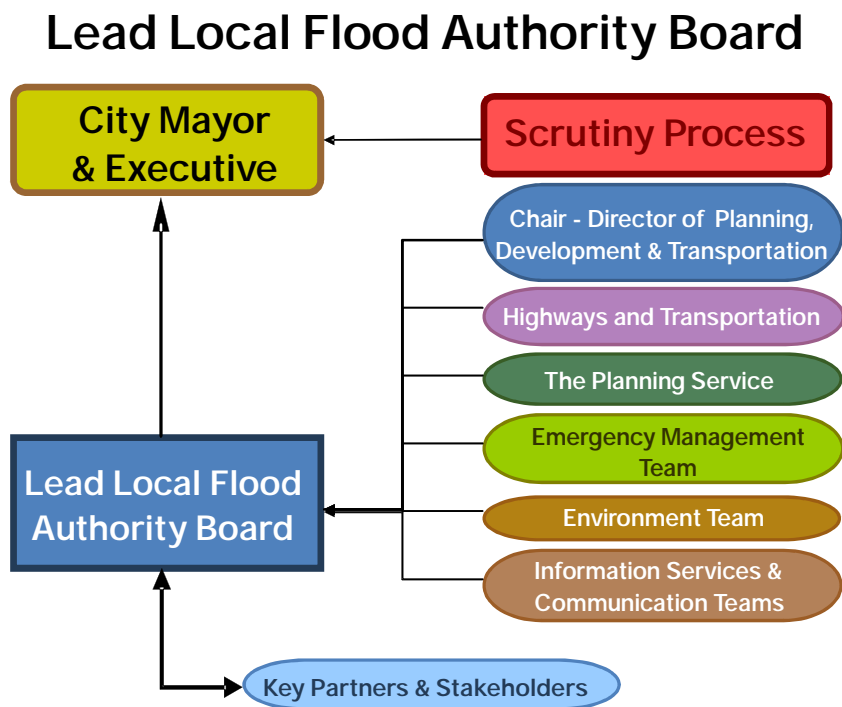 Lead Local Flood Authority Board
City Mayor
& Executive
Scrutiny Process
Chair - Director of Planning,
Development & Transportation
Highways and Transportation
The Planning Service
Emergency Management
Team
Lead Local Flood
Authority Board
Environment Team
Information Services &
Communication Teams
Key Partners & Stakeholders